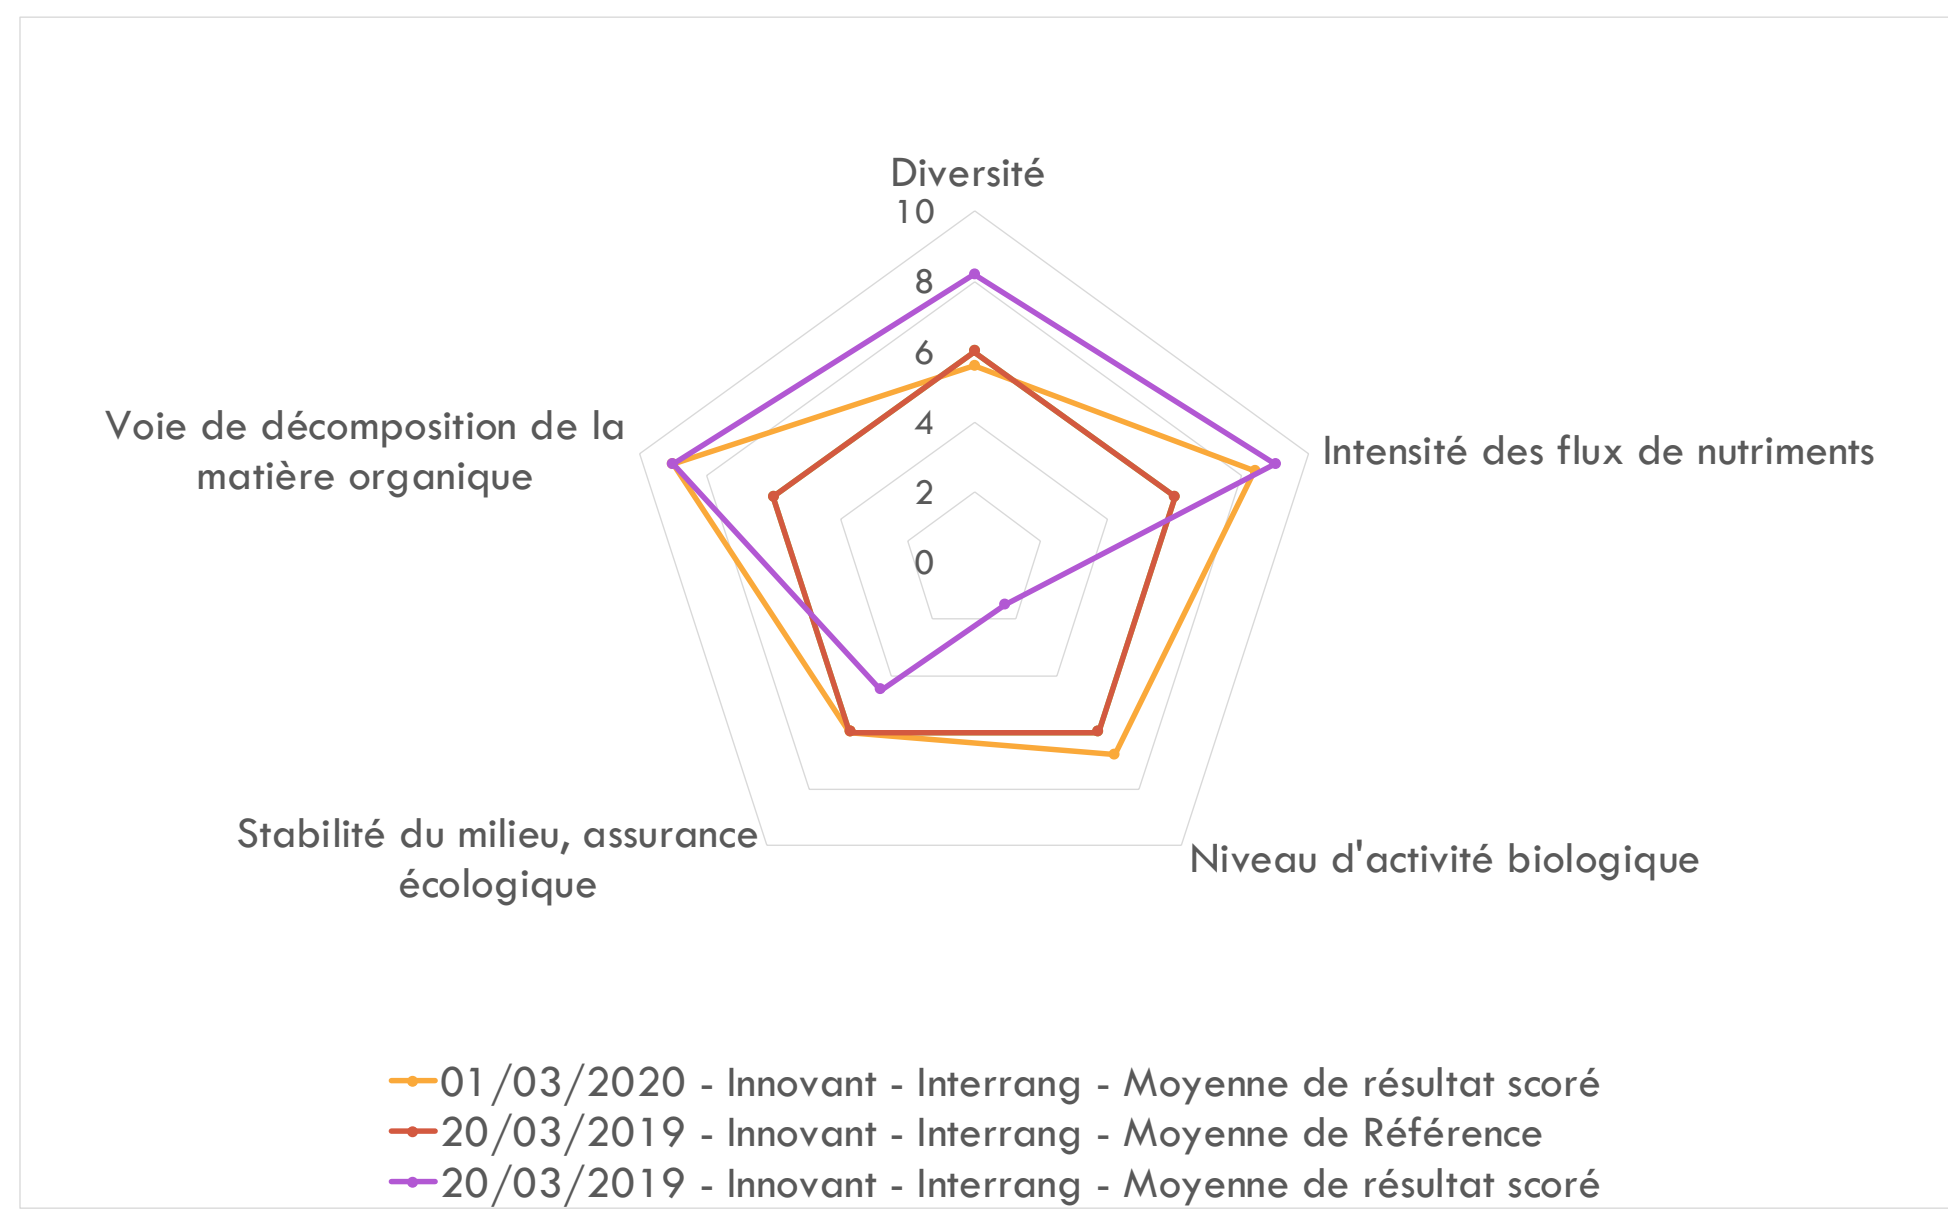 Diversité
10
8
6
4
2
0
Voie de décomposition de la
matière organique
Intensité des flux de nutriments
Stabilité du milieu, assurance
écologique
Niveau d'activité biologique
01/03/2020 - Innovant - Interrang - Moyenne de résultat scoré
20/03/2019 - Innovant - Interrang - Moyenne de Référence
20/03/2019 - Innovant - Interrang - Moyenne de résultat scoré